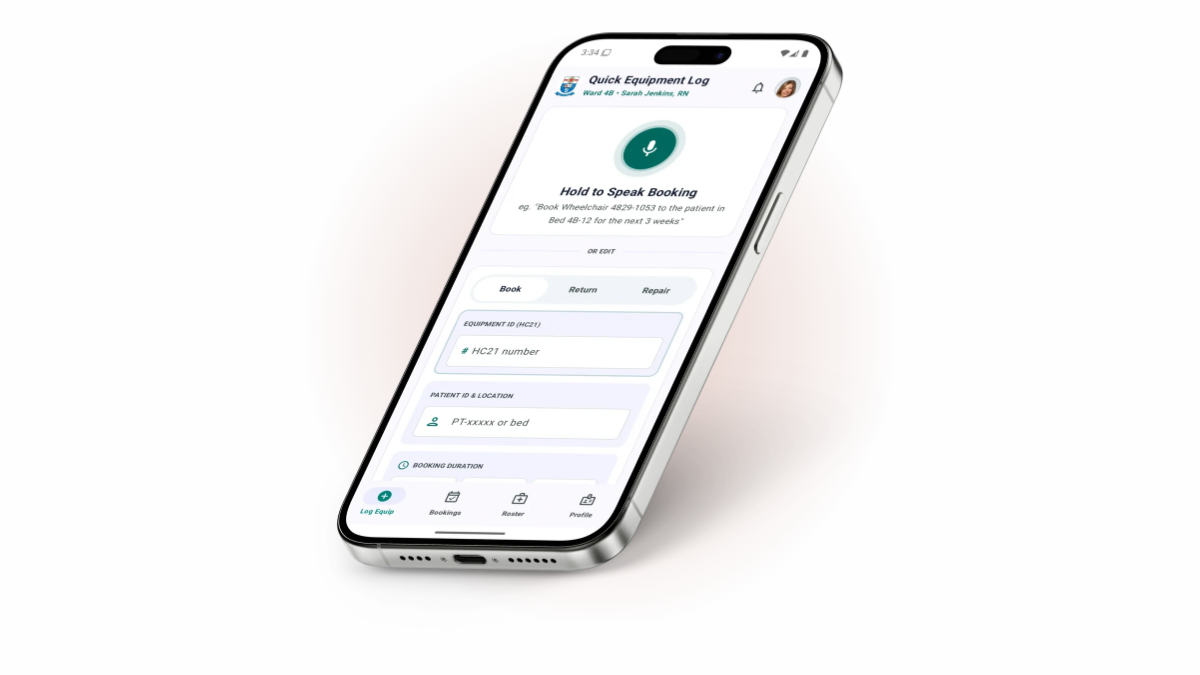 3:34
Quick Equipment Log
Ward 4B • Sarah Jenkins, RN
Hold to Speak Booking
eg. "Book Wheelchair 4829-1053 to the patient in
Bed 4B-12 for the next 3 weeks"
OR EDIT
Book Return Repair
EQUIPMENT ID (HC21)
# HC21 number
PATIENT ID & LOCATION
PT-xxxxx or bed
BOOKING DURATION
Log Equip Bookings Roster Profile